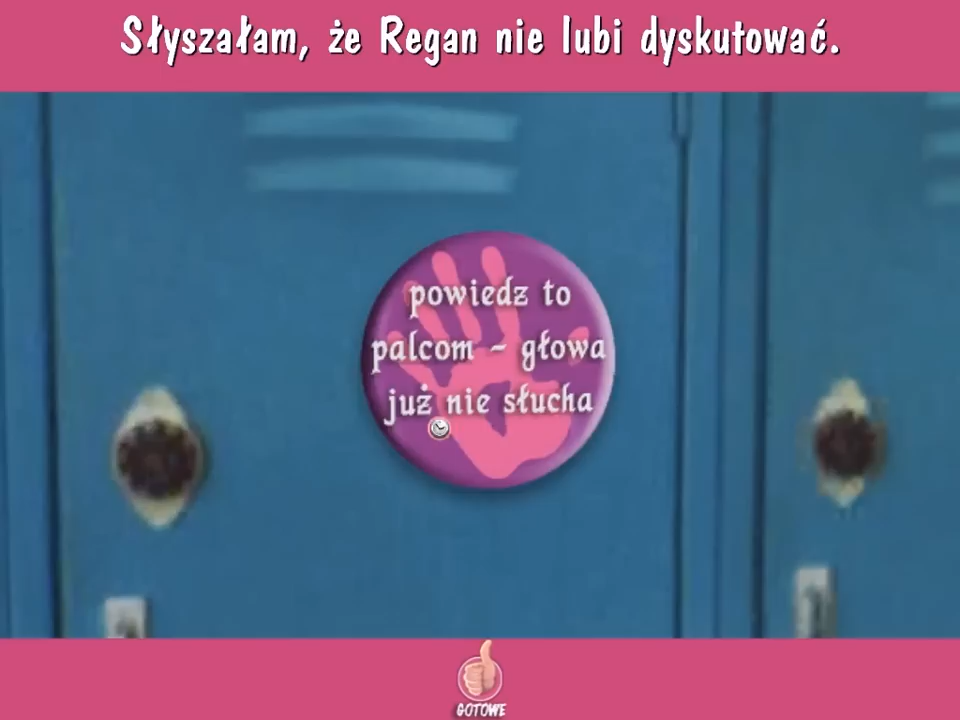 Słyszałam, że Regan nie lubi dyskutować.
powiedz to
palcom - głowa
już nie słucha
GOTOWE